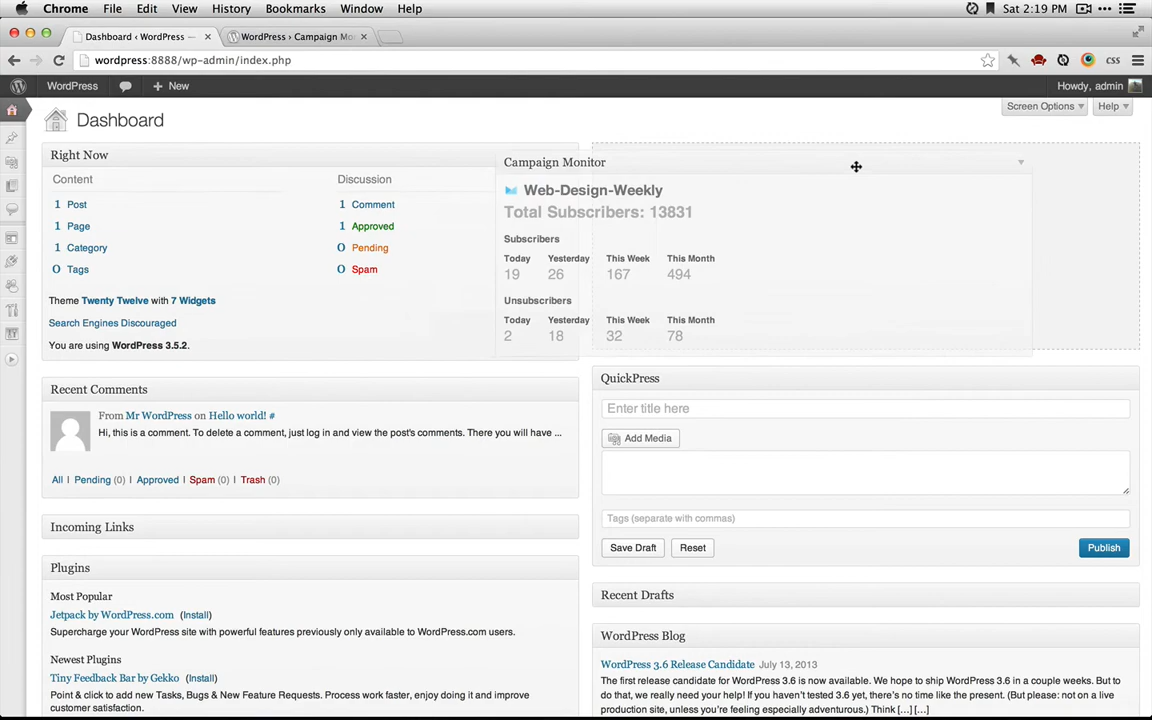 Chrome File Edit View History Bookmarks Window Help Sat 2:19 PM
Dashboard ‹ WordPress — WordPress › Campaign Mo
wordpress:8888/wp-admin/index.php css
WordPress + New Howdy, admin
Screen Options Help
Dashboard
Right Now
Content Discussion
1 Post 1 Comment
1 Page 1 Approved
1 Category 0 Pending
0 Tags 0 Spam
Theme Twenty Twelve with 7 Widgets
Search Engines Discouraged
You are using WordPress 3.5.2.
Campaign Monitor
Web-Design-Weekly
Total Subscribers: 13831
Subscribers
Today Yesterday This Week This Month
19 26 167 494
Unsubscribers
Today Yesterday This Week This Month
2 18 32 78
Recent Comments
From Mr WordPress on Hello world! #
Hi, this is a comment. To delete a comment, just log in and view the post's comments. There you will have ...
All | Pending (0) | Approved | Spam (0) | Trash (0)
Incoming Links
Plugins
Most Popular
Jetpack by WordPress.com (Install)
Supercharge your WordPress site with powerful features previously only available to WordPress.com users.
Newest Plugins
Tiny Feedback Bar by Gekko (Install)
Point & click to add new Tasks, Bugs & New Feature Requests. Process work faster, enjoy doing it and improve
customer satisfaction.
QuickPress
Enter title here
Add Media
Tags (separate with commas)
Save Draft Reset Publish
Recent Drafts
WordPress Blog
WordPress 3.6 Release Candidate July 13, 2013
The first release candidate for WordPress 3.6 is now available. We hope to ship WordPress 3.6 in a couple weeks. But to
do that, we really need your help! If you haven't tested 3.6 yet, there's no time like the present. (But please: not on a live
production site, unless you're feeling especially adventurous.) Think […] […]